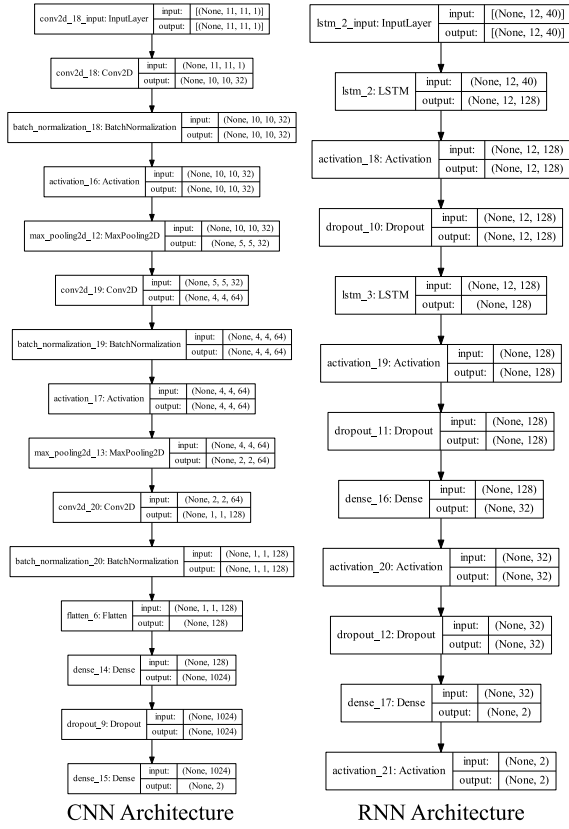 conv2d_18_input: InputLayer
input: [(None, 11, 11, 1)]
output: [(None, 11, 11, 1)]
conv2d_18: Conv2D
input: (None, 11, 11, 1)
output: (None, 10, 10, 32)
batch_normalization_18: BatchNormalization
input: (None, 10, 10, 32)
output: (None, 10, 10, 32)
activation_16: Activation
input: (None, 10, 10, 32)
output: (None, 10, 10, 32)
max_pooling2d_12: MaxPooling2D
input: (None, 10, 10, 32)
output: (None, 5, 5, 32)
conv2d_19: Conv2D
input: (None, 5, 5, 32)
output: (None, 4, 4, 64)
batch_normalization_19: BatchNormalization
input: (None, 4, 4, 64)
output: (None, 4, 4, 64)
activation_17: Activation
input: (None, 4, 4, 64)
output: (None, 4, 4, 64)
max_pooling2d_13: MaxPooling2D
input: (None, 4, 4, 64)
output: (None, 2, 2, 64)
conv2d_20: Conv2D
input: (None, 2, 2, 64)
output: (None, 1, 1, 128)
batch_normalization_20: BatchNormalization
input: (None, 1, 1, 128)
output: (None, 1, 1, 128)
flatten_6: Flatten
input: (None, 1, 1, 128)
output: (None, 128)
dense_14: Dense
input: (None, 128)
output: (None, 1024)
dropout_9: Dropout
input: (None, 1024)
output: (None, 1024)
dense_15: Dense
input: (None, 1024)
output: (None, 2)
CNN Architecture
lstm_2_input: InputLayer
input: [(None, 12, 40)]
output: [(None, 12, 40)]
lstm_2: LSTM
input: (None, 12, 40)
output: (None, 12, 128)
activation_18: Activation
input: (None, 12, 128)
output: (None, 12, 128)
dropout_10: Dropout
input: (None, 12, 128)
output: (None, 12, 128)
lstm_3: LSTM
input: (None, 12, 128)
output: (None, 128)
activation_19: Activation
input: (None, 128)
output: (None, 128)
dropout_11: Dropout
input: (None, 128)
output: (None, 128)
dense_16: Dense
input: (None, 128)
output: (None, 32)
activation_20: Activation
input: (None, 32)
output: (None, 32)
dropout_12: Dropout
input: (None, 32)
output: (None, 32)
dense_17: Dense
input: (None, 32)
output: (None, 2)
activation_21: Activation
input: (None, 2)
output: (None, 2)
RNN Architecture